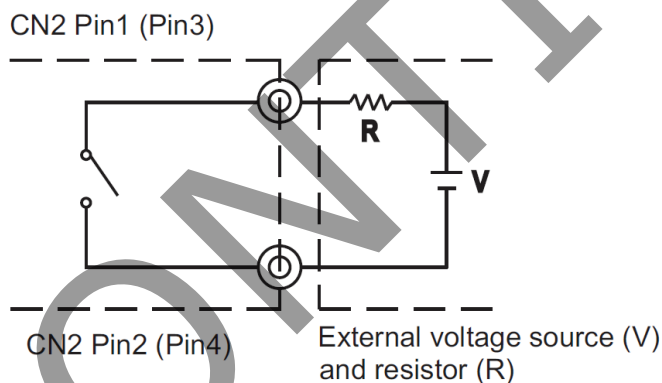 CN2 Pin1 (Pin3)
R
V
CN2 Pin2 (Pin4)
External voltage source (V)
and resistor (R)